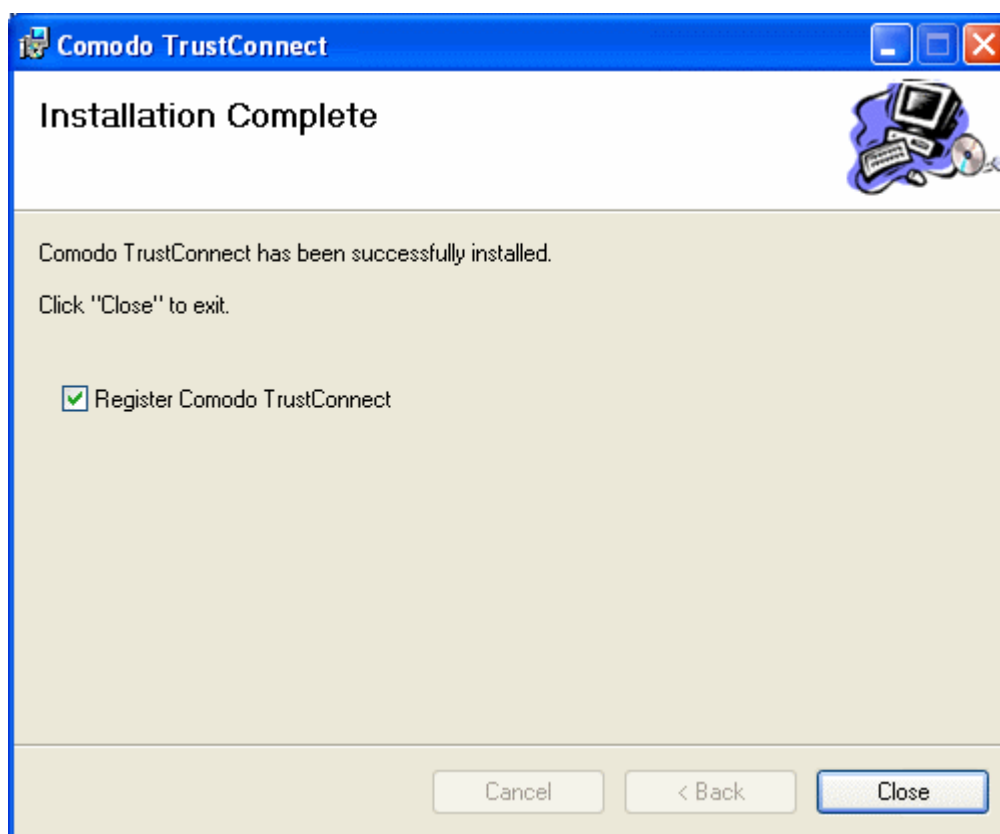 Comodo TrustConnect
Installation Complete
Comodo TrustConnect has been successfully installed.
Click "Close" to exit.
Register Comodo TrustConnect
Cancel
< Back
Close